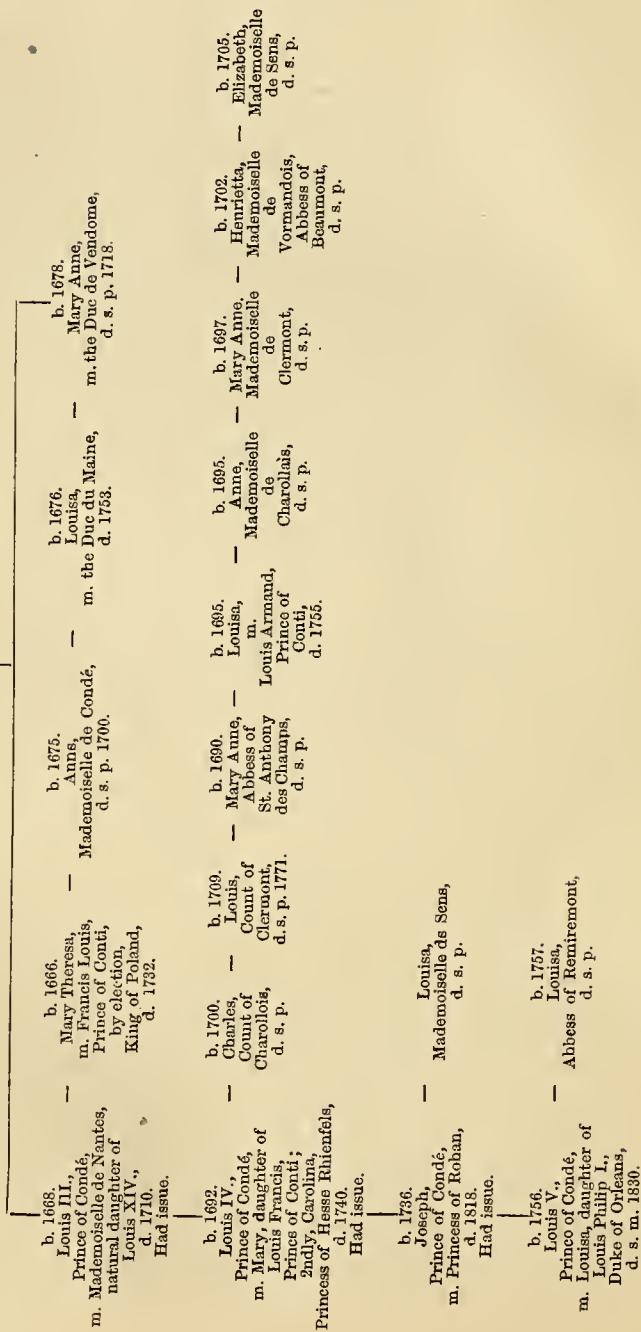 b. 1668.
Louis III.,
Prince of Condé,
m. Mademoiselle de Nantes,
natural daughter of
Louis XIV.,
d. 1710.
Had issue.
—
b. 1666.
Mary Theresa,
m. Francis Louis,
Prince of Conti,
by election,
King of Poland,
d. 1732.
—
b. 1675.
Anns,
Mademoiselle de Condé,
d. s. p. 1700.
—
b. 1676.
Louisa,
m. the Duc du Maine,
d. 1753.
—
b. 1678.
Mary Anne,
m. the Duc de Vendome,
d. s. p. 1718.
b. 1692.
Louis IV.,
Prince of Condé,
m. Mary, daughter of
Louis Francis,
Princs of Conti;
2ndly, Carolina,
Princess of Hesse Rhienfels,
d. 1740.
Had issue.
—
b. 1700.
Charles,
Count of
Charollois,
d. s. p.
—
b. 1709.
Louis,
Count of
Clermont,
d. s. p. 1771.
—
b. 1690.
Mary Anne,
Abbess of
St. Anthony
des Champs,
d. s. p.
—
b. 1695.
Louisa,
m.
Louis Armand,
Prince of
Conti,
d. 1755.
—
b. 1695.
Anne,
Mademoiselle
de
Charollais,
d. s. p.
—
b. 1697.
Mary Anne,
Mademoiselle
de
Clermont,
d. s. p.
—
b. 1702.
Henrietta,
Mademoiselle
de
Vormandois,
Abbess of
Beaumont,
d. s. p.
—
b. 1705.
Elizabeth,
Mademoiselle
de Sens,
d. s. p.
b. 1736.
Joseph,
Prince of Condé,
m. Princess of Roban,
d. 1818.
Had issue.
—
Louisa,
Mademoiselle ds Sens,
d. s. p.
b. 1756.
Louis V.,
Princo of Condé,
m. Louisa, daughter of
Louis Philip I.,
Duke of Orleans,
d. s. m. 1830.
—
b. 1757.
Louisa,
Abbess of Remiremont,
d. s. p.